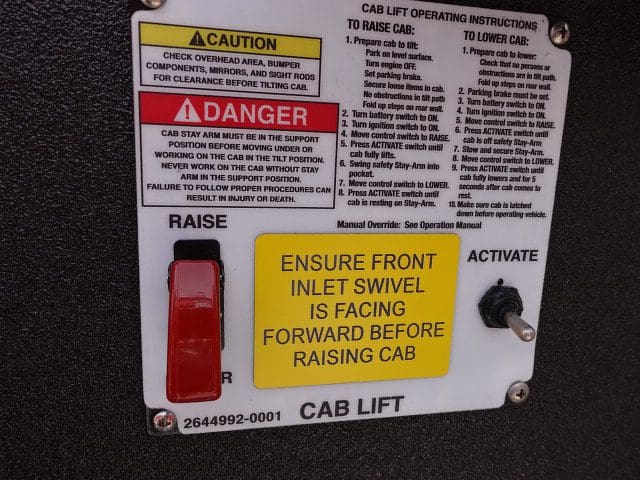 CAB LIFT OPERATING INSTRUCTIONS
CAUTION
CHECK OVERHEAD AREA, BUMPER
COMPONENTS, MIRRORS, AND SIGHT RODS
FOR CLEARANCE BEFORE TILTING CAB.
DANGER
CAB STAY ARM MUST BE IN THE SUPPORT
POSITION BEFORE MOVING UNDER OR
WORKING ON THE CAB IN THE TILT POSITION.
NEVER WORK ON THE CAB WITHOUT STAY
ARM IN THE SUPPORT POSITION.
FAILURE TO FOLLOW PROPER PROCEDURES CAN
RESULT IN INJURY OR DEATH.
TO RAISE CAB:
1. Prepare cab to tilt:
Park on level surface.
Turn engine OFF.
Set parking brake.
Secure loose items in cab.
No obstructions in tilt path
Fold up steps on rear wall.
2. Turn battery switch to ON.
3. Turn ignition switch to ON.
4. Move control switch to RAISE.
5. Press ACTIVATE switch until
cab fully lifts.
6. Swing safety Stay-Arm into
pocket.
7. Move control switch to LOWER.
8. Press ACTIVATE switch until
cab is resting on Stay-Arm.
TO LOWER CAB:
1. Prepare cab to lower:
Check that no persons or
obstructions are in tilt path.
Fold up steps on rear wall.
2. Parking brake must be set.
3. Turn battery switch to ON.
4. Turn ignition switch to ON.
5. Move control switch to RAISE.
6. Press ACTIVATE switch until
cab is off safety Stay-Arm
7. Stow and secure Stay-Arm.
8. Move control switch to LOWER.
9. Press ACTIVATE switch until
cab fully lowers and for 5
seconds after cab comes to
rest.
10. Make sure cab is latched
down before operating vehicle.
Manual Override: See Operation Manual
RAISE
ENSURE FRONT
INLET SWIVEL
IS FACING
FORWARD BEFORE
RAISING CAB
ACTIVATE
R
2644992-0001
CAB LIFT